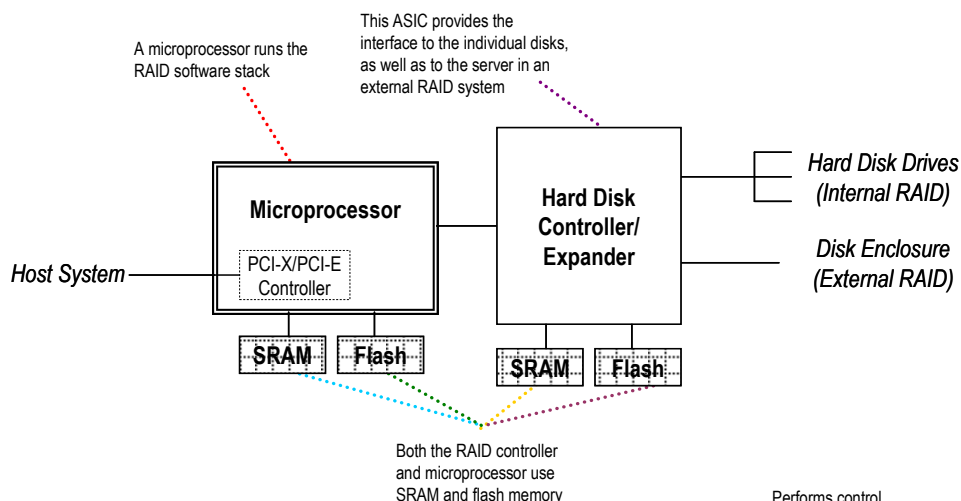 This ASIC provides the
interface to the individual disks,
as well as to the server in an
external RAID system
A microprocessor runs the
RAID software stack
Microprocessor
PCI-X/PCI-E
Controller
Host System
SRAM
Flash
Hard Disk
Controller/
Expander
SRAM
Flash
Hard Disk Drives
(Internal RAID)
Disk Enclosure
(External RAID)
Both the RAID controller
and microprocessor use
SRAM and flash memory
Performs control